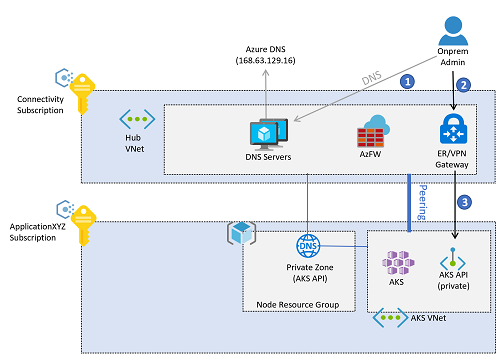 Azure DNS
(168.63.129.16)
Onprem
Admin
DNS
1
2
Connectivity
Subscription
Hub
VNet
DNS Servers
AzFW
ER/VPN
Gateway
Peering
3
ApplicationXYZ
Subscription
DNS
Private Zone
(AKS API)
Node Resource Group
AKS
AKS API
(private)
AKS VNet